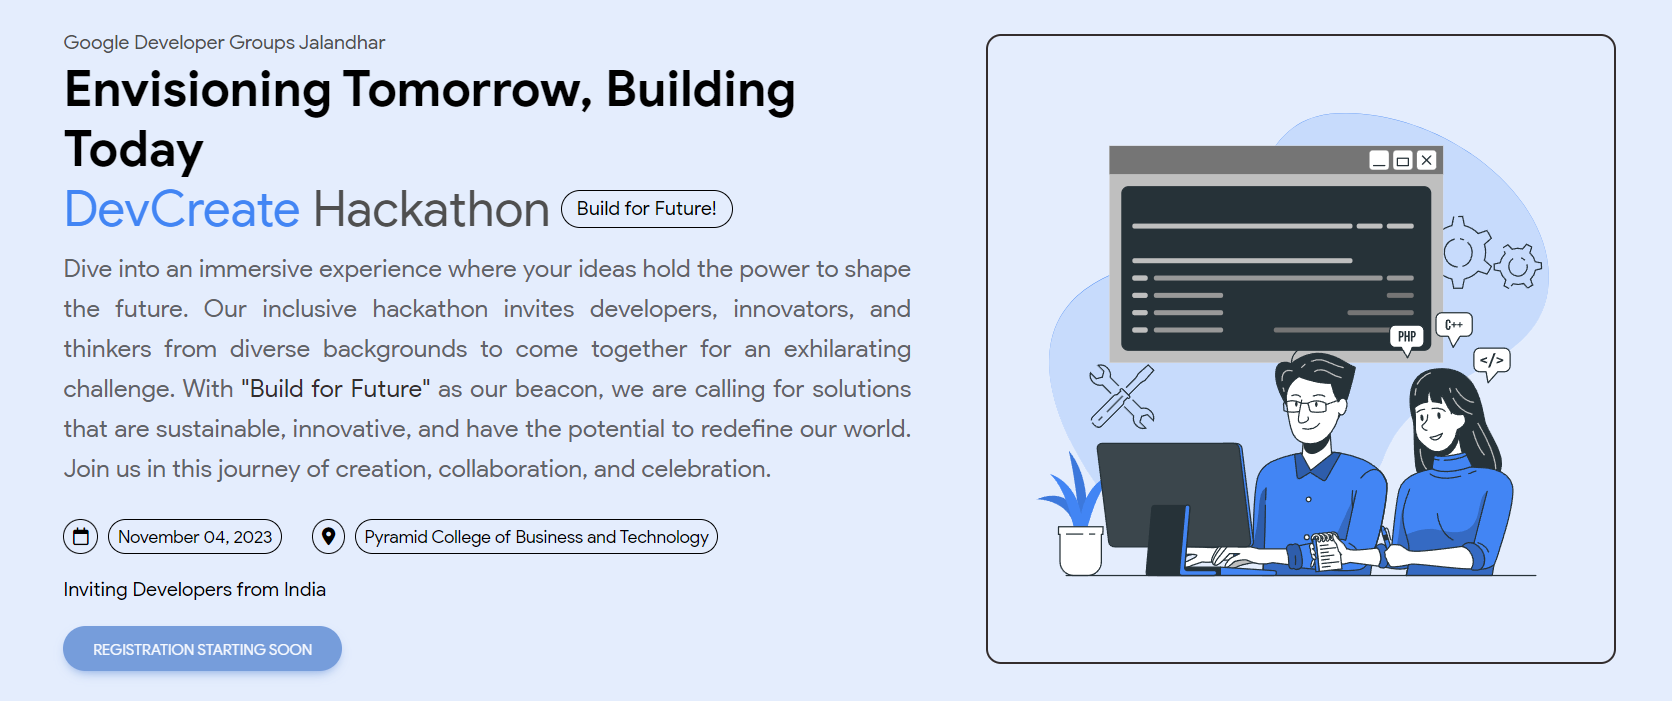 Google Developer Groups Jalandhar
Envisioning Tomorrow, Building
Today
DevCreate Hackathon Build for Future!
Dive into an immersive experience where your ideas hold the power to shape
the future. Our inclusive hackathon invites developers, innovators, and
thinkers from diverse backgrounds to come together for an exhilarating
challenge. With "Build for Future" as our beacon, we are calling for solutions
that are sustainable, innovative, and have the potential to redefine our world.
Join us in this journey of creation, collaboration, and celebration.
November 04, 2023 Pyramid College of Business and Technology
Inviting Developers from India
REGISTRATION STARTING SOON
C++
PHP
</>